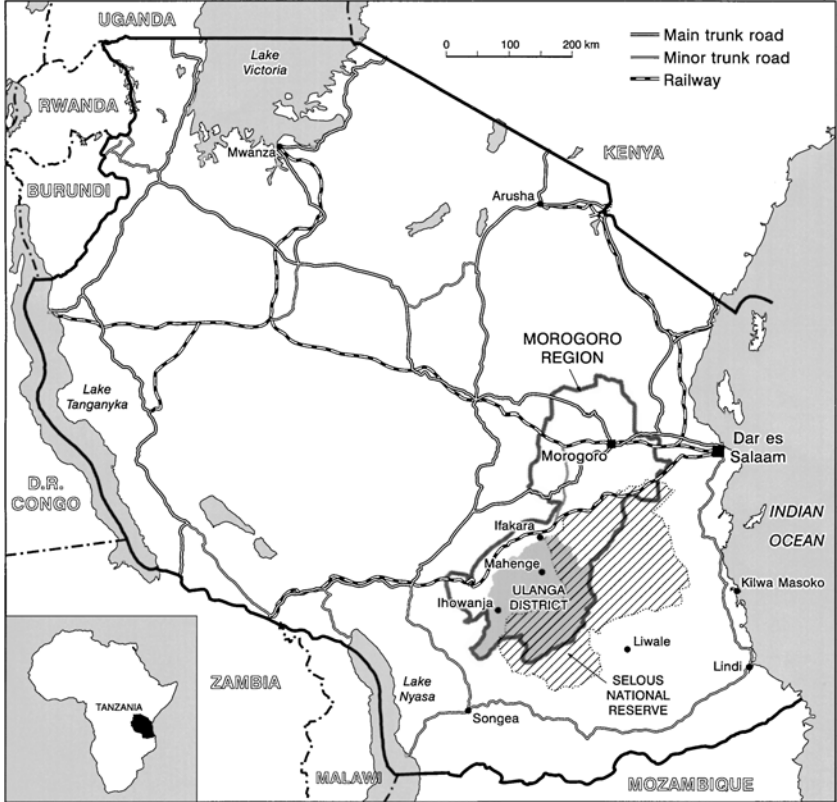 UGANDA
Lake
Victoria
0 100 200 km
Main trunk road
Minor trunk road
Railway
RWANDA
Mwanza
KENYA
BURUNDI
Arusha
MOROGORO
REGION
Lake
Tanganyika
Morogoro
Dar es
Salaam
D.R.
CONGO
INDIAN
OCEAN
Ifakara
Mahenge
Kilwa Masoko
ULANGA
DISTRICT
Ihowanja
Liwale
Lindi
ZAMBIA
Lake
Nyasa
SELOUS
NATIONAL
RESERVE
TANZANIA
Songea
MALAWI
MOZAMBIQUE